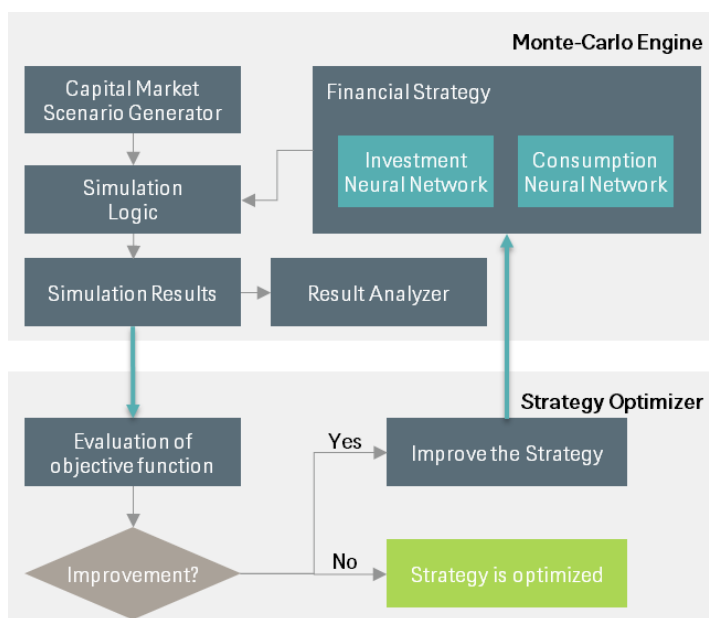 Monte-Carlo Engine
Capital Market
Scenario Generator
Financial Strategy
Investment
Neural Network
Consumption
Neural Network
Simulation
Logic
Simulation Results
Result Analyzer
Strategy Optimizer
Evaluation of
objective function
Yes
Improve the Strategy
Improvement?
No
Strategy is optimized